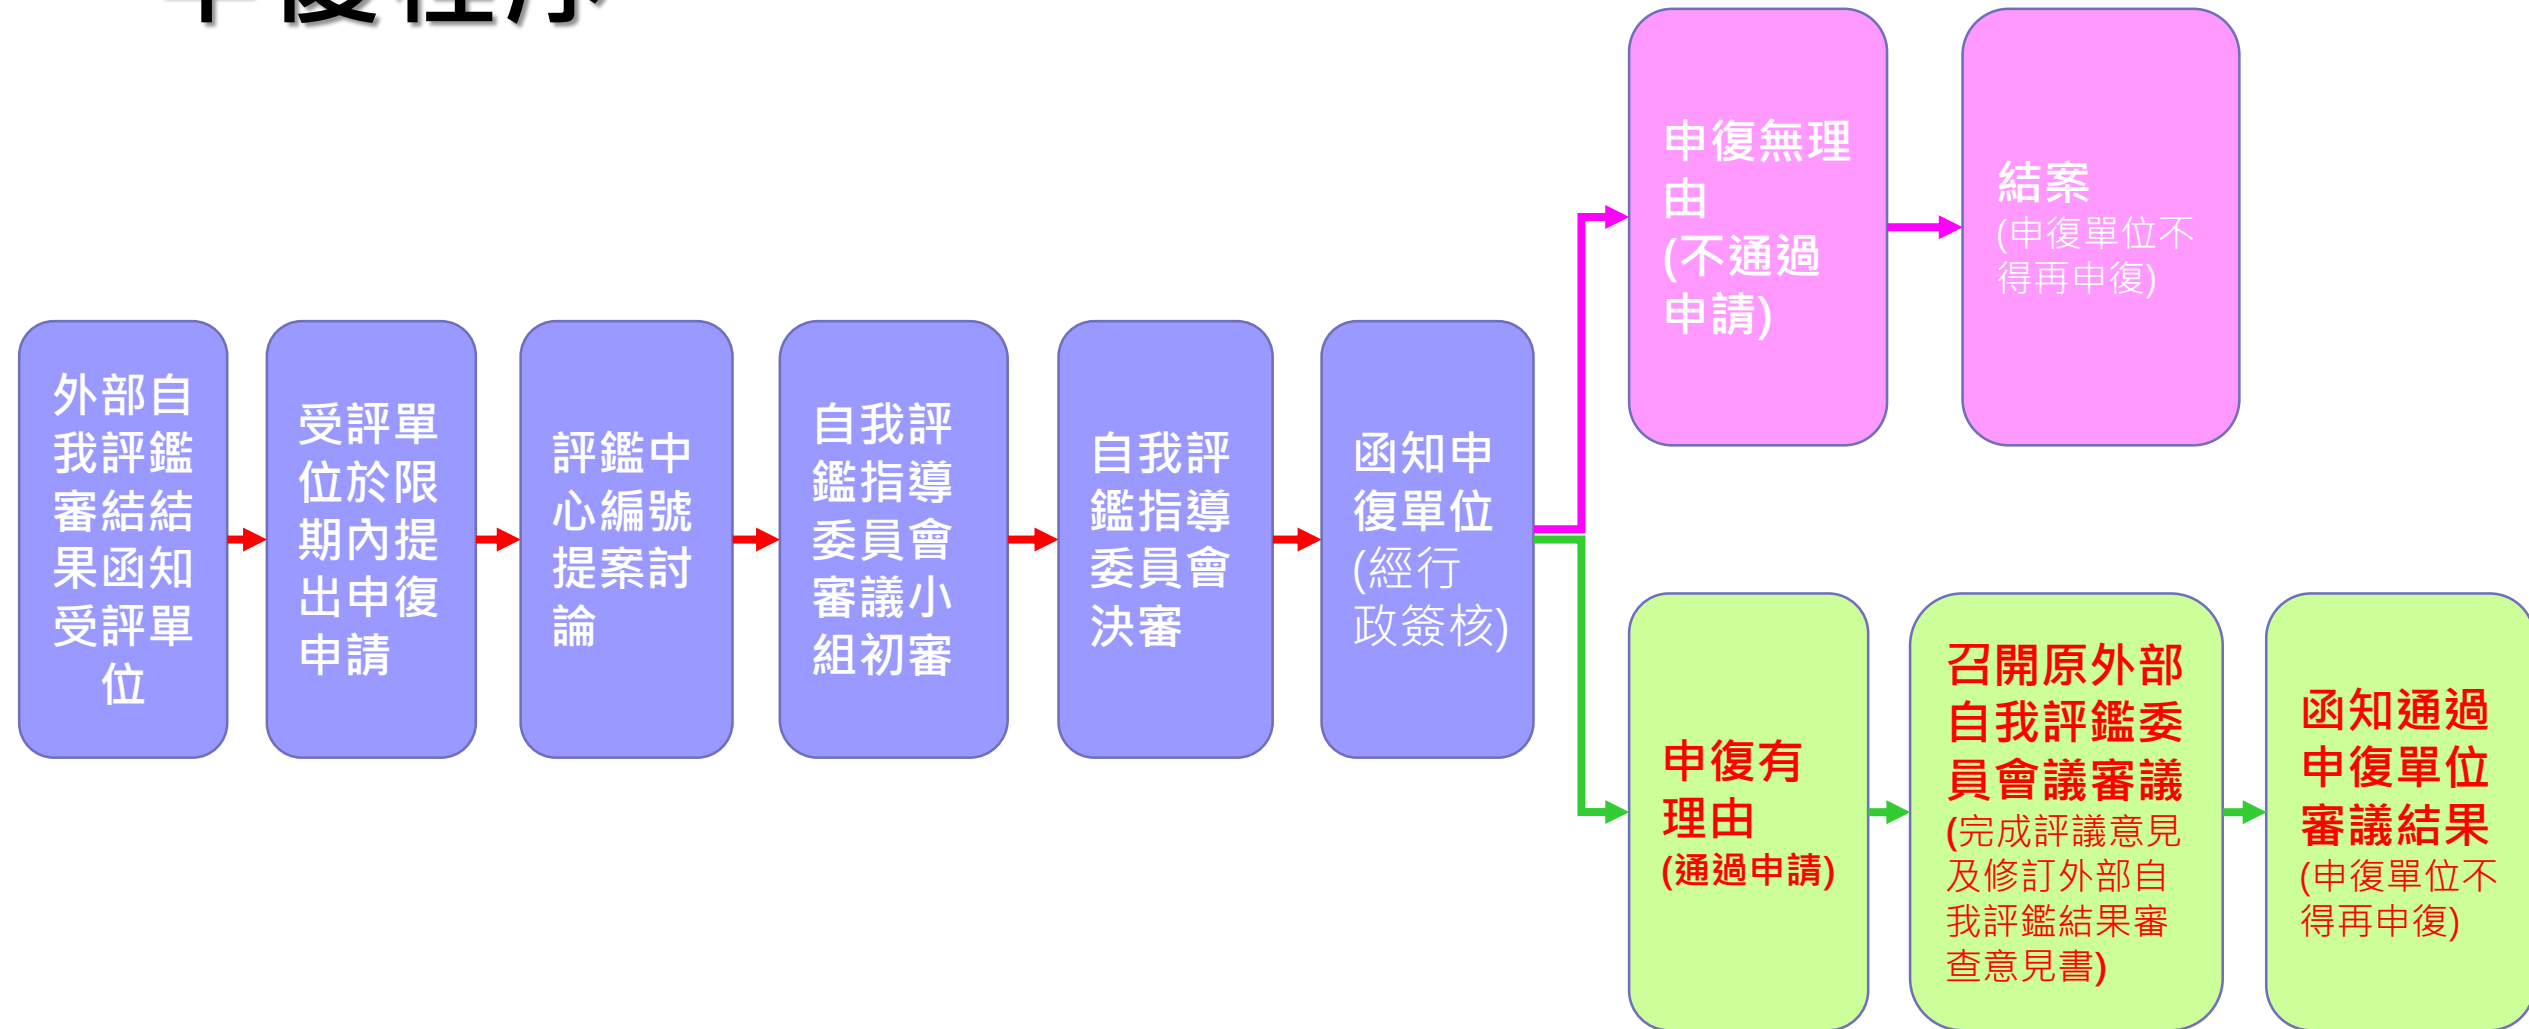 申復程序
外部自
我評鑑
審結結
果函知
受評單
位
受評單
位於限
期內提
出申復
申請
評鑑中
心編號
提案討
論
自我評
鑑指導
委員會
審議小
組初審
自我評
鑑指導
委員會
決審
函知申
復單位
(經行
政簽核)
申復無理
由
(不通過
申請)
結案
(申復單位不
得再申復)
申復有
理由
(通過申請)
召開原外部
自我評鑑委
員會議審議
(完成評議意見
及修訂外部自
我評鑑結果審
查意見書)
函知通過
申復單位
審議結果
(申復單位不
得再申復)